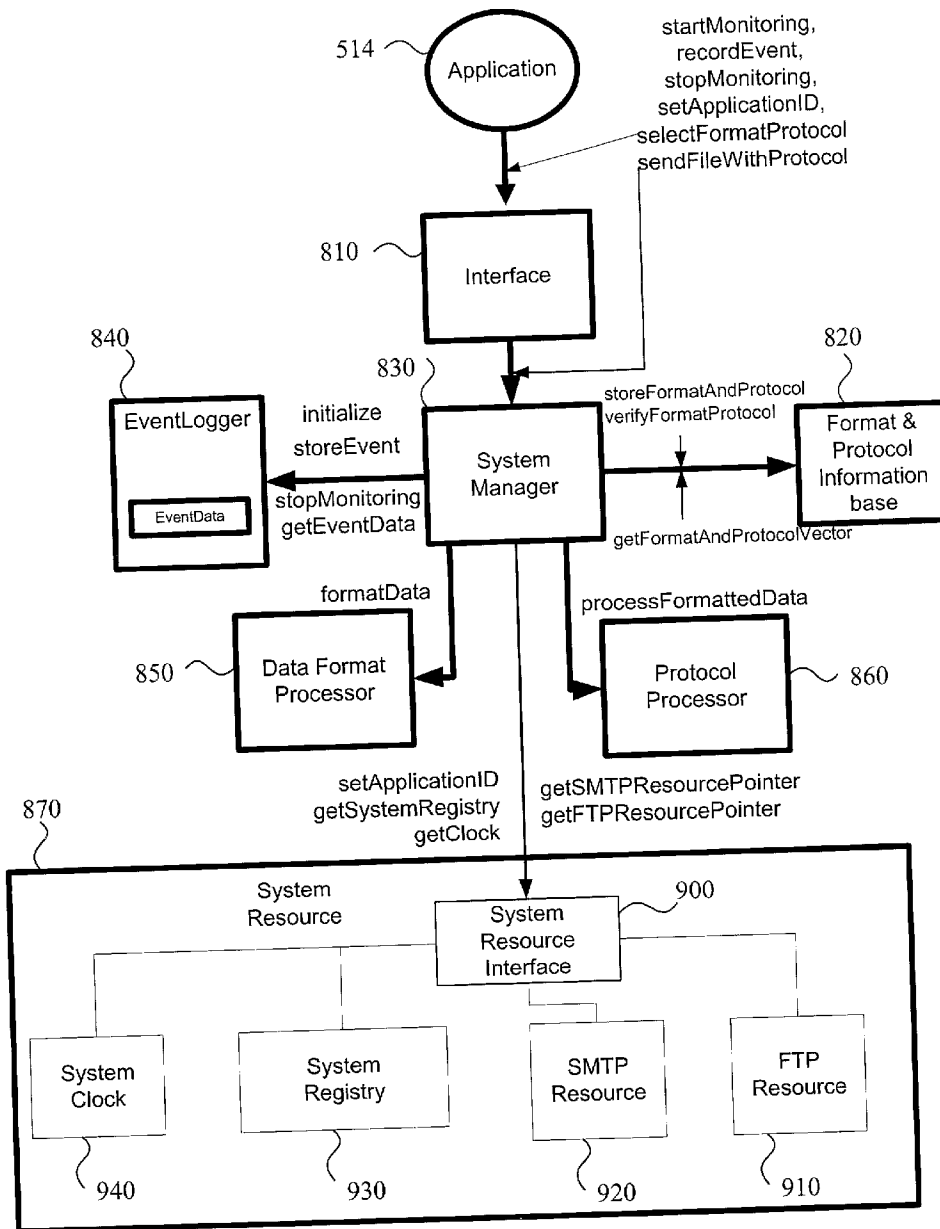 startMonitoring,
recordEvent,
stopMonitoring,
setApplicationID,
selectFormatProtocol
sendFileWithProtocol
514
Application
810
Interface
840
830
820
EventLogger
EventData
initialize
storeEvent
stopMonitoring
getEventData
System
Manager
storeFormatAndProtocol
verifyFormatProtocol
getFormatAndProtocolVector
Format &
Protocol
Information
base
formatData
processFormattedData
850
Data Format
Processor
Protocol
Processor
860
setApplicationID
getSystemRegistry
getClock
getSMTPResourcePointer
getFTPResourcePointer
870
System
Resource
900
System
Resource
Interface
System
Clock
System
Registry
SMTP
Resource
FTP
Resource
940
930
920
910